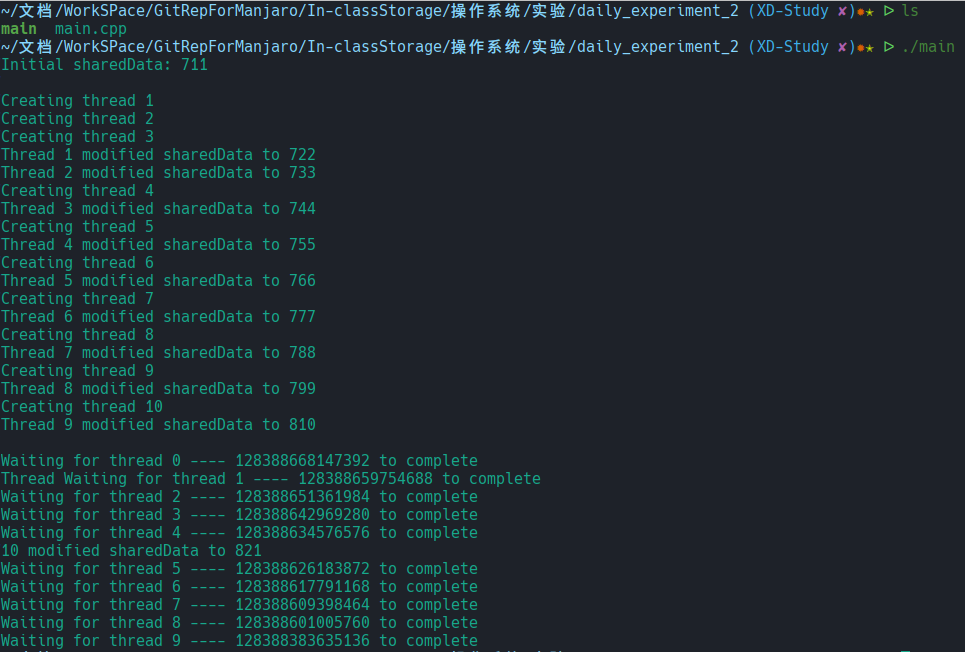 ~/文档/WorkSPace/GitRepForManjaro/In-classStorage/操作系统/实验/daily_experiment_2 (XD-Study ✘)✹★ ᐅ ls
main  main.cpp
~/文档/WorkSPace/GitRepForManjaro/In-classStorage/操作系统/实验/daily_experiment_2 (XD-Study ✘)✹★ ᐅ ./main
Initial sharedData: 711
Creating thread 1
Creating thread 2
Creating thread 3
Thread 1 modified sharedData to 722
Thread 2 modified sharedData to 733
Creating thread 4
Thread 3 modified sharedData to 744
Creating thread 5
Thread 4 modified sharedData to 755
Creating thread 6
Thread 5 modified sharedData to 766
Creating thread 7
Thread 6 modified sharedData to 777
Creating thread 8
Thread 7 modified sharedData to 788
Creating thread 9
Thread 8 modified sharedData to 799
Creating thread 10
Thread 9 modified sharedData to 810
Waiting for thread 0 ---- 128388668147392 to complete
Thread Waiting for thread 1 ---- 128388659754688 to complete
Waiting for thread 2 ---- 128388651361984 to complete
Waiting for thread 3 ---- 128388642969280 to complete
Waiting for thread 4 ---- 128388634576576 to complete
10 modified sharedData to 821
Waiting for thread 5 ---- 128388626183872 to complete
Waiting for thread 6 ---- 128388617791168 to complete
Waiting for thread 7 ---- 128388609398464 to complete
Waiting for thread 8 ---- 128388601005760 to complete
Waiting for thread 9 ---- 128388383635136 to complete